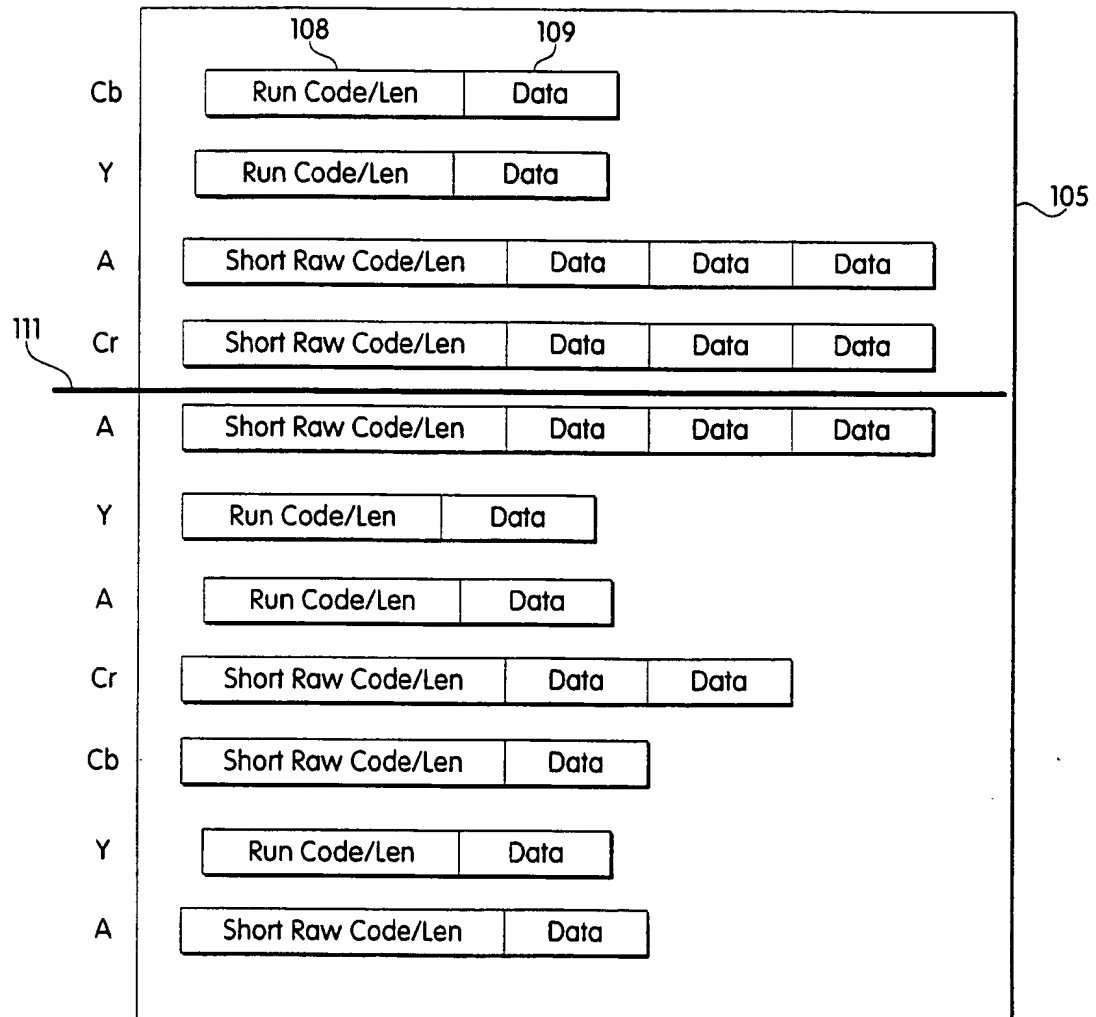 108 109
Cb Run Code/Len Data
Y Run Code/Len Data
105
A Short Raw Code/Len Data Data Data
111
Cr Short Raw Code/Len Data Data Data
A Short Raw Code/Len Data Data Data
Y Run Code/Len Data
A Run Code/Len Data
Cr Short Raw Code/Len Data Data
Cb Short Raw Code/Len Data
Y Run Code/Len Data
A Short Raw Code/Len Data